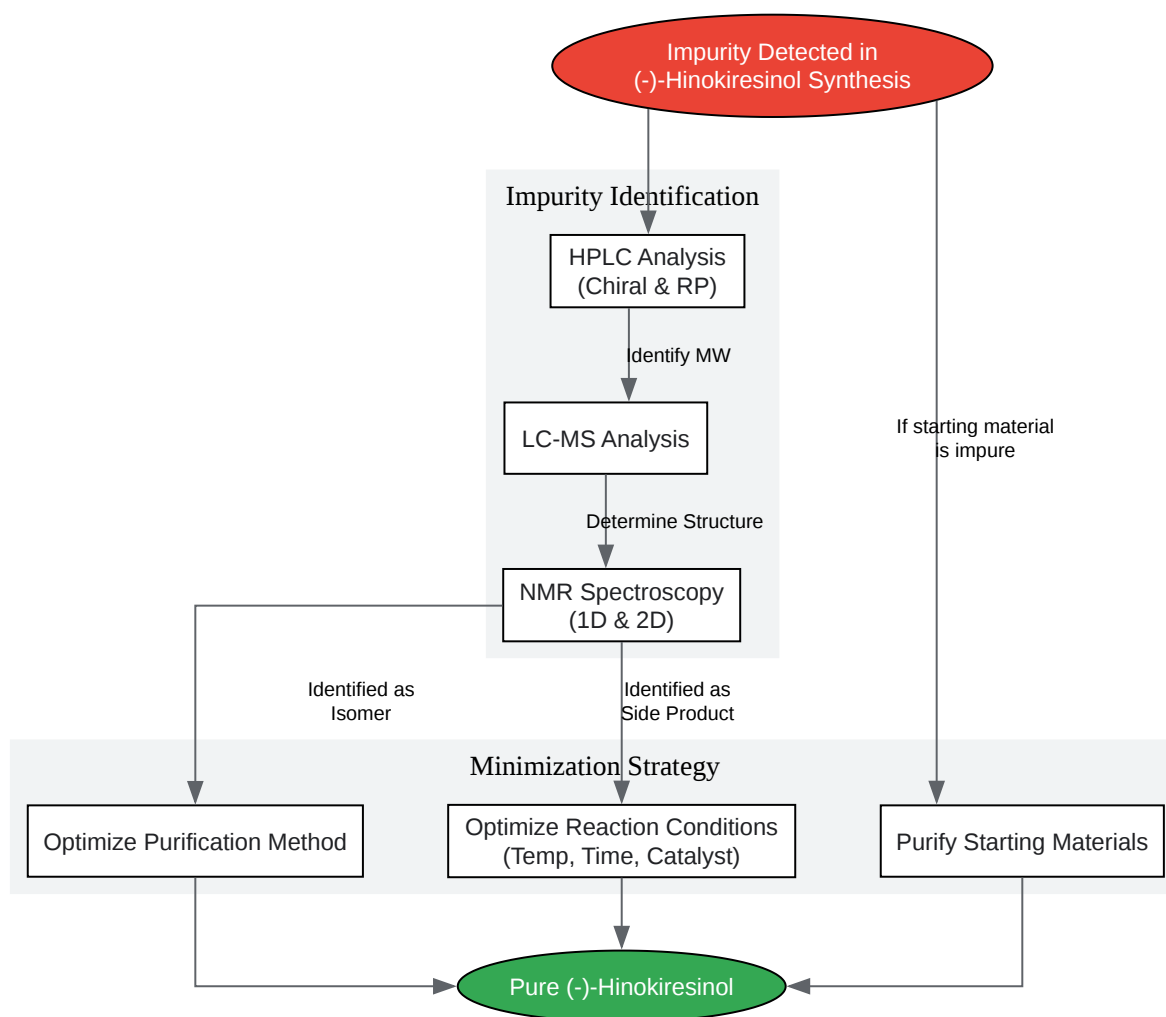 Impurity Detected in
(-)-Hinokiresinol Synthesis
Impurity Identification
HPLC Analysis
(Chiral & RP)
Identify MW
LC-MS Analysis
If starting material
is impure
Determine Structure
NMR Spectroscopy
(1D & 2D)
Identified as
Isomer
Identified as
Side Product
Minimization Strategy
Optimize Purification Method
Optimize Reaction Conditions
(Temp, Time, Catalyst)
Purify Starting Materials
Pure (-)-Hinokiresinol